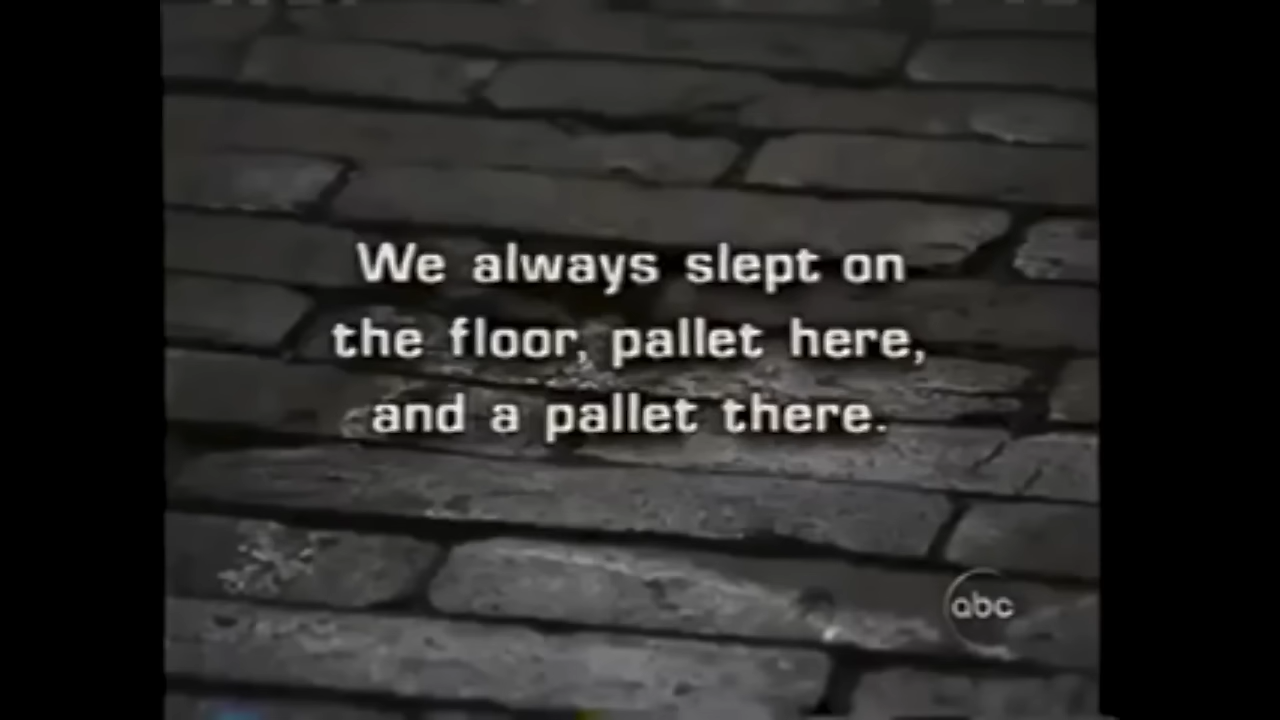 We always slept on
the floor, pallet here,
and a pallet there.
abc